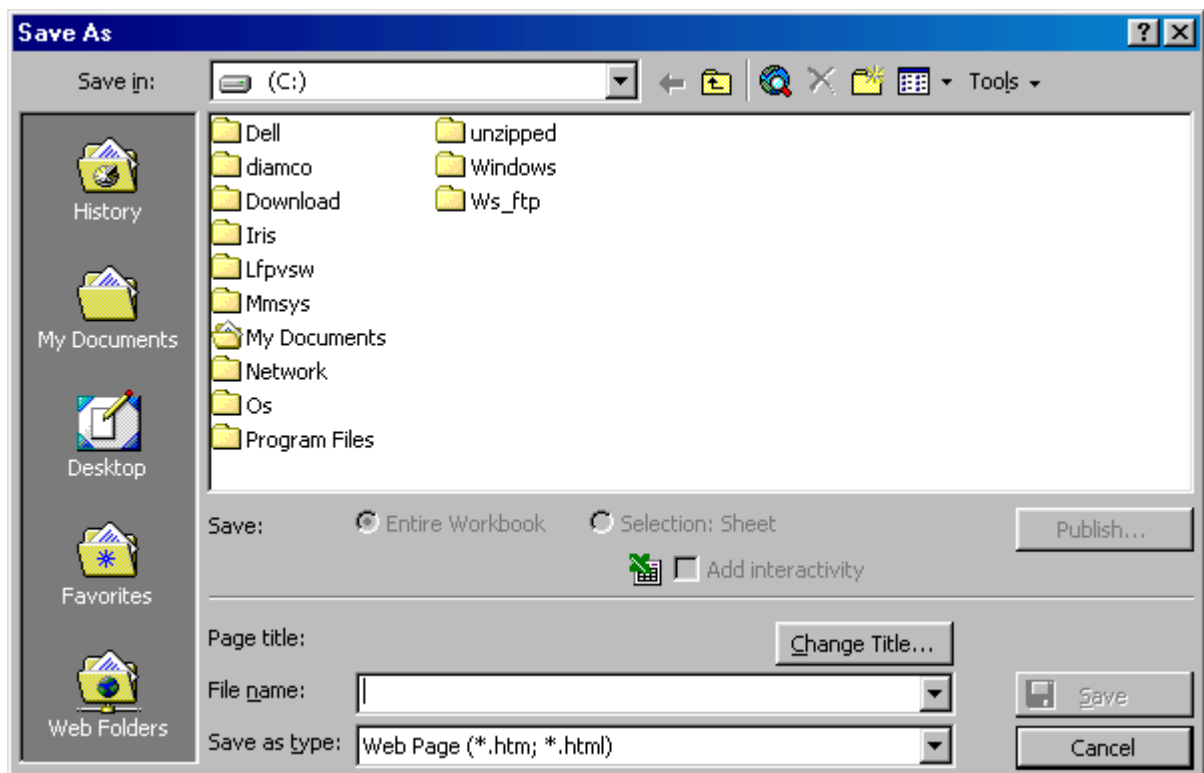 Save As
Save in: (C:) Tools
History
My Documents
Desktop
Favorites
Web Folders
Dell
diamco
Download
Iris
Lfpvsw
Mmsys
My Documents
Network
Os
Program Files
unzipped
Windows
Ws_ftp
Save: Entire Workbook Selection: Sheet Publish...
Add interactivity
Page title: Change Title...
File name: Save
Save as type: Web Page (*.htm; *.html) Cancel